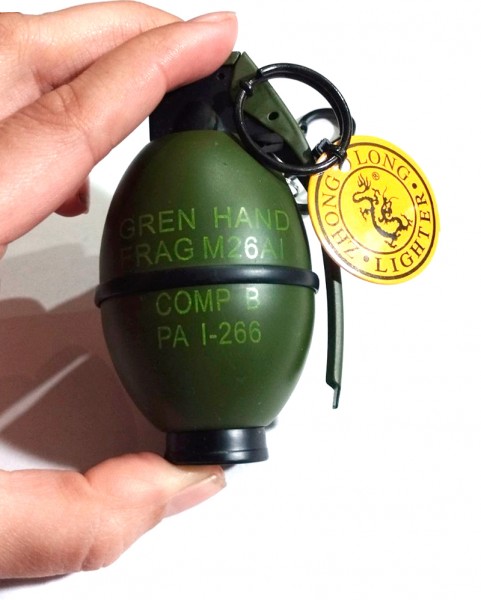 GREN HAND
FRAG M26A1
COMP B
PA I-266
ZHONG LONG
LIGHTER
®